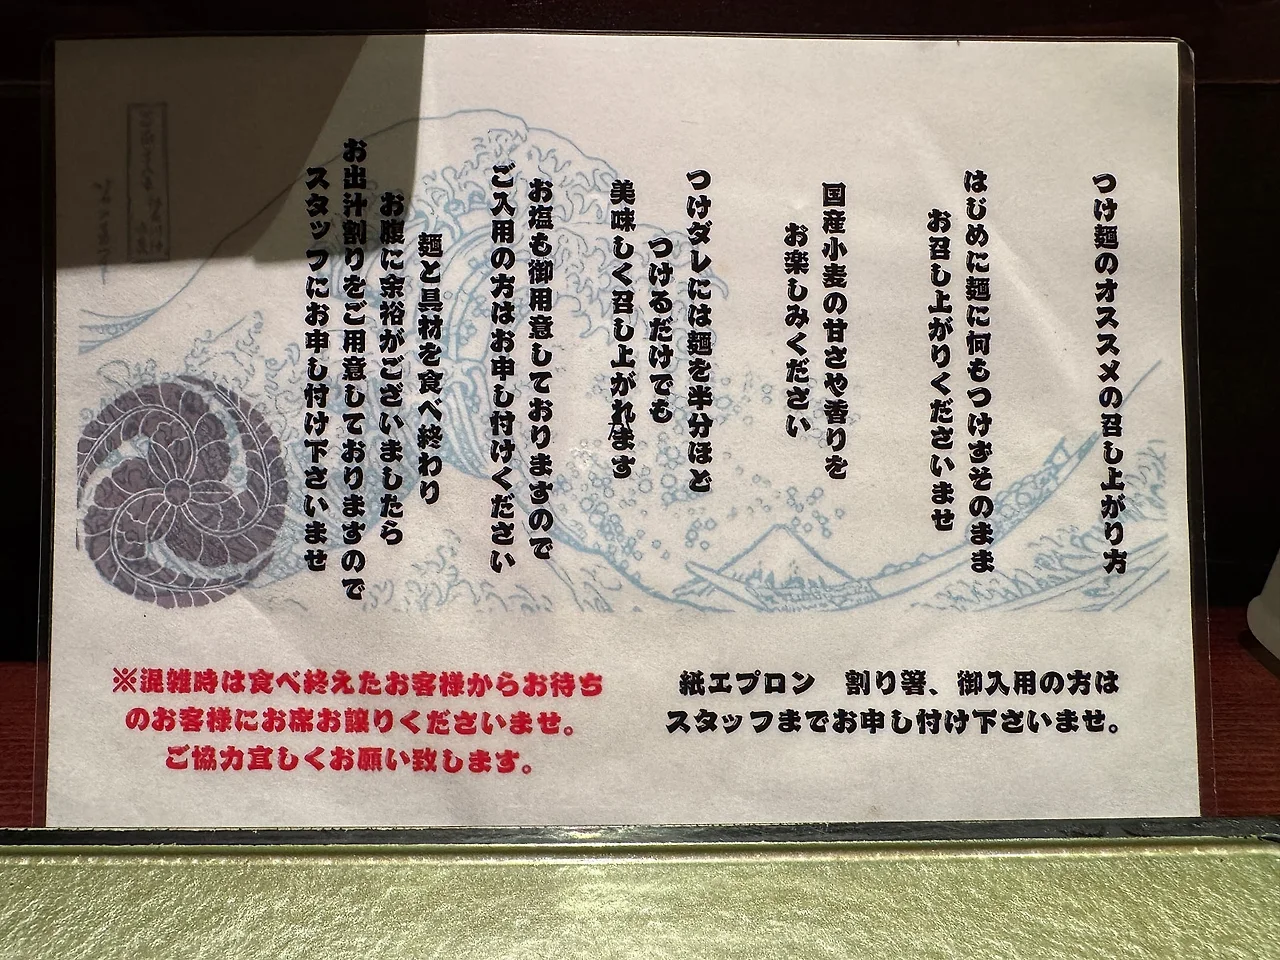 つけ麺のオススメの召し上がり方
はじめに麺に何もつけずそのまま
お召し上がりくださいませ
国産小麦の甘さや香りを
お楽しみください
つけダレには麺を半分ほど
つけるだけでも
美味しく召し上がれます
お塩も御用意しておりますので
ご入用の方はお申し付けください
麺と具材を食べ終わり
お腹に余裕がございましたら
お出汁割りをご用意しておりますので
スタッフにお申し付け下さいませ
紙エプロン　割り箸、御入用の方は
スタッフまでお申し付け下さいませ。
※混雑時は食べ終えたお客様からお待ち
のお客様にお席お譲りくださいませ。
ご協力宜しくお願い致します。